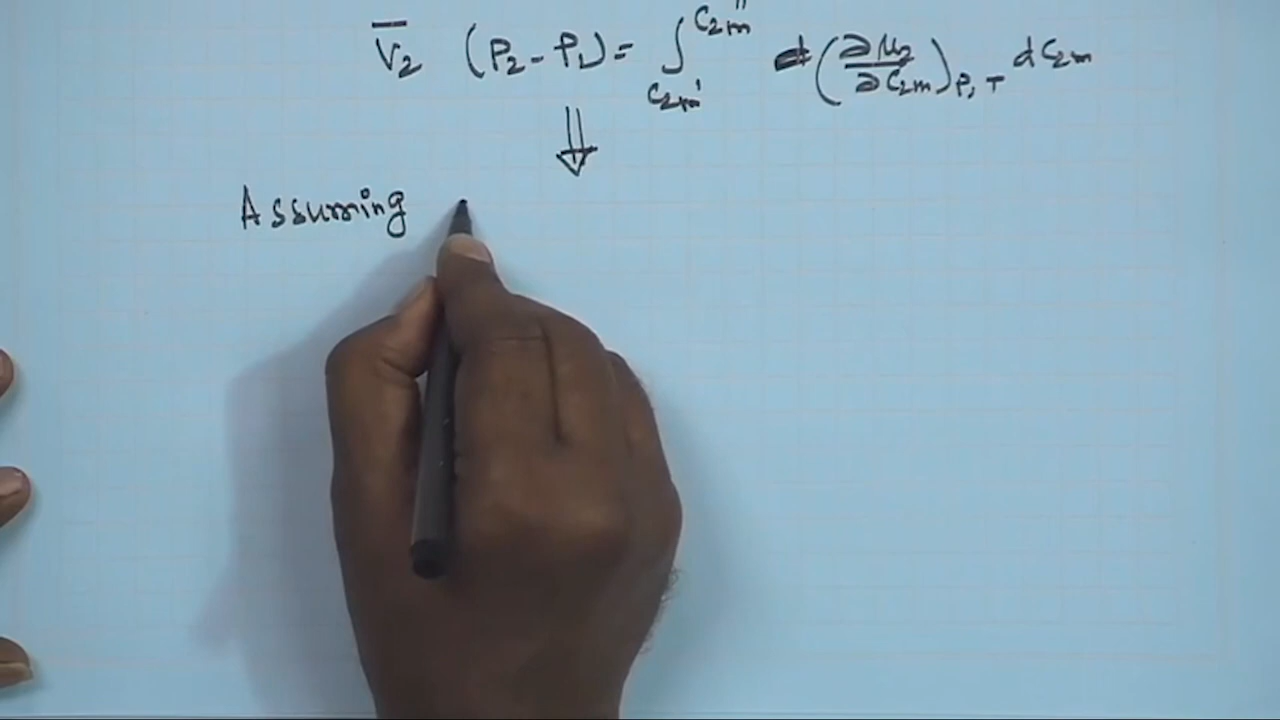 V̄₂ (P₂ - P₁) = ∫_{C₂ₘ'}^{C₂ₘ''} (∂μ₂/∂C₂ₘ)_{P, T} dC₂ₘ
⇓
Assuming